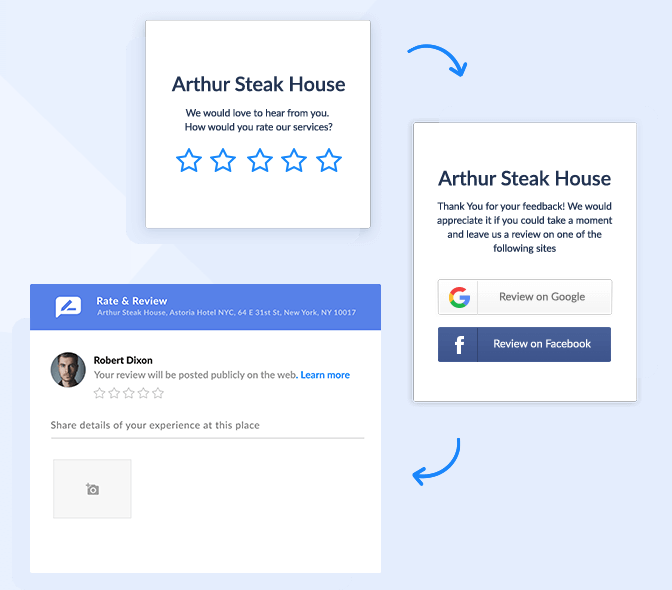 Arthur Steak House
We would love to hear from you.
How would you rate our services?
Arthur Steak House
Thank You for your feedback! We would
appreciate it if you could take a moment
and leave us a review on one of the
following sites
Review on Google
Review on Facebook
Rate & Review
Arthur Steak House, Astoria Hotel NYC, 64 E 31st St, New York, NY 10017
Robert Dixon
Your review will be posted publicly on the web. Learn more
Share details of your experience at this place